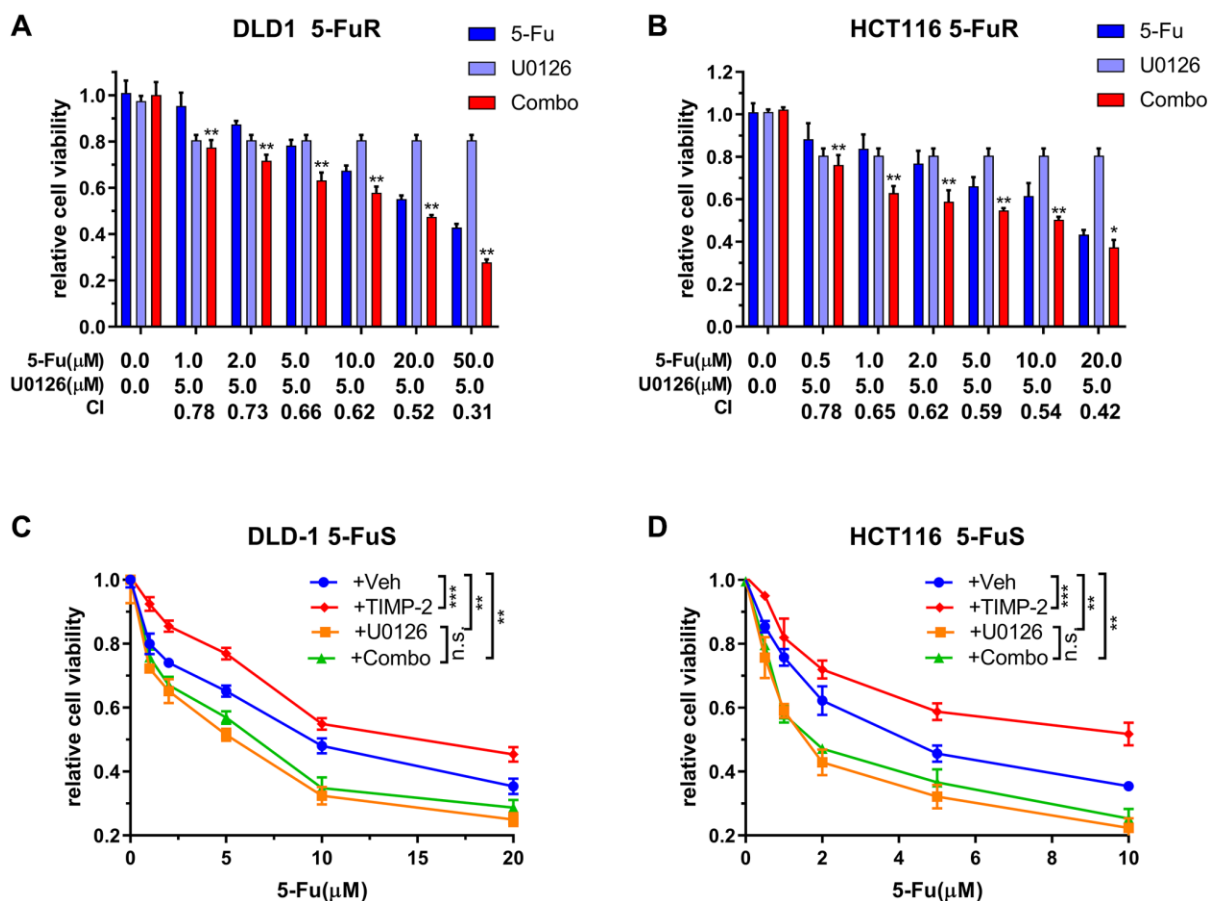 A
DLD1 5-FuR
5-Fu
U0126
Combo
relative cell viability
1.0
0.8
0.6
0.4
0.2
0.0
** ** ** ** ** **
5-Fu(μM) 0.0 1.0 2.0 5.0 10.0 20.0 50.0
U0126(μM) 0.0 5.0 5.0 5.0 5.0 5.0 5.0
CI 0.78 0.73 0.66 0.62 0.52 0.31
B
HCT116 5-FuR
5-Fu
U0126
Combo
relative cell viability
1.2
1.0
0.8
0.6
0.4
0.2
0.0
** ** ** ** ** *
5-Fu(μM) 0.0 0.5 1.0 2.0 5.0 10.0 20.0
U0126(μM) 0.0 5.0 5.0 5.0 5.0 5.0 5.0
CI 0.78 0.65 0.62 0.59 0.54 0.42
C
DLD-1 5-FuS
+Veh
+TIMP-2
+U0126
+Combo
***
n.s.
**
**
relative cell viability
1.0
0.8
0.6
0.4
0.2
0 5 10 15 20
5-Fu(μM)
D
HCT116 5-FuS
+Veh
+TIMP-2
+U0126
+Combo
***
n.s
**
**
relative cell viability
1.0
0.8
0.6
0.4
0.2
0 2 4 6 8 10
5-Fu(μM)